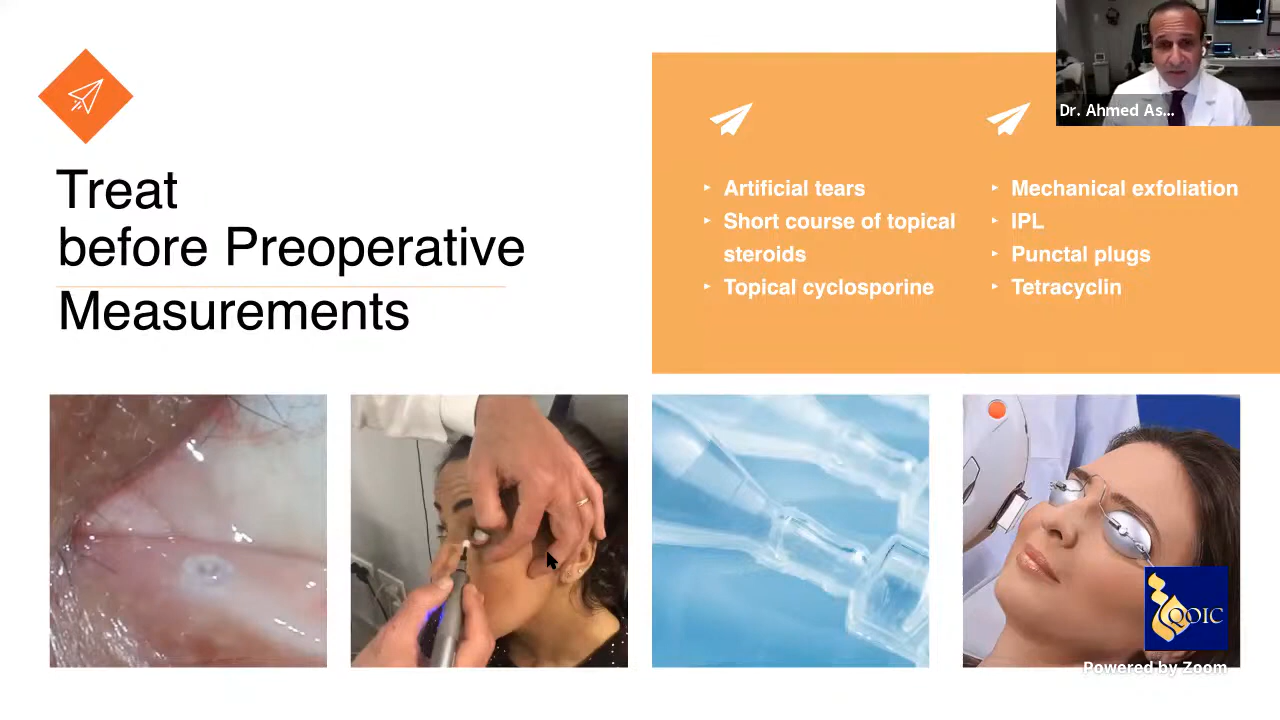 Treat
before Preoperative
Measurements
Artificial tears
Short course of topical
steroids
Topical cyclosporine
Mechanical exfoliation
IPL
Punctal plugs
Tetracyclin
Dr. Ahmed As...
QOIC
Powered by Zoom